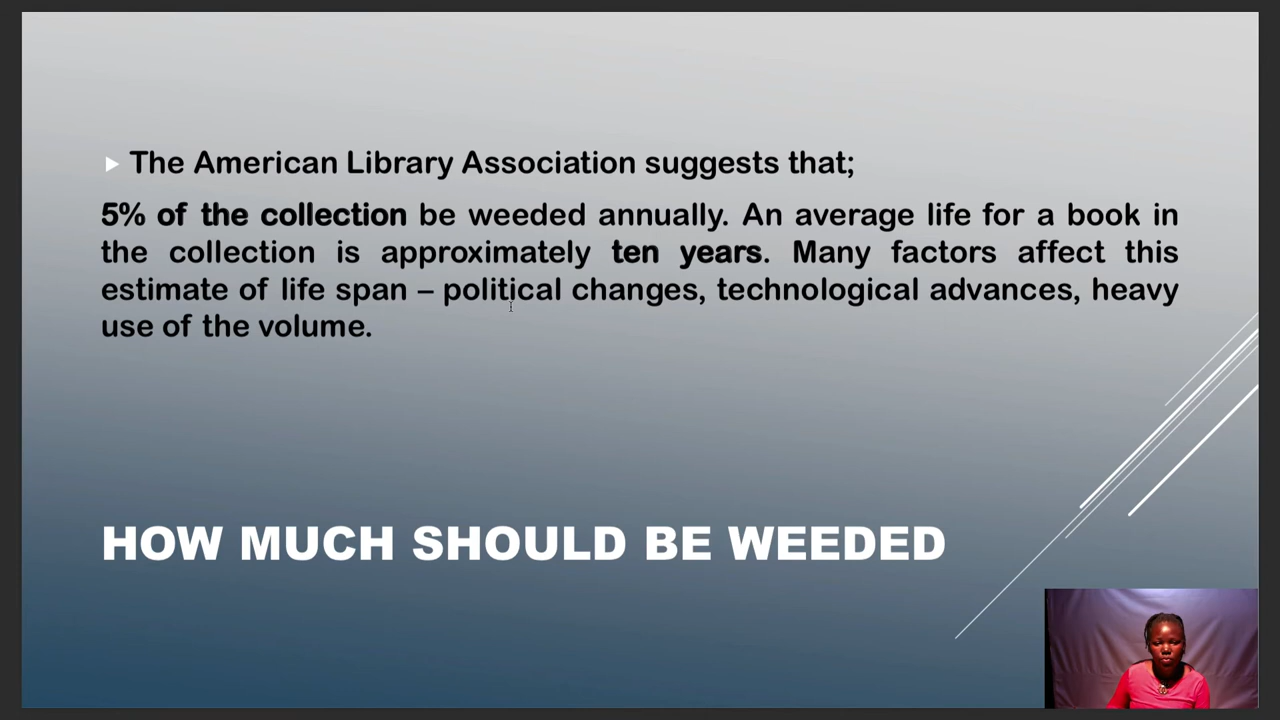 The American Library Association suggests that;
5% of the collection be weeded annually. An average life for a book in
the collection is approximately ten years. Many factors affect this
estimate of life span – political changes, technological advances, heavy
use of the volume.
HOW MUCH SHOULD BE WEEDED